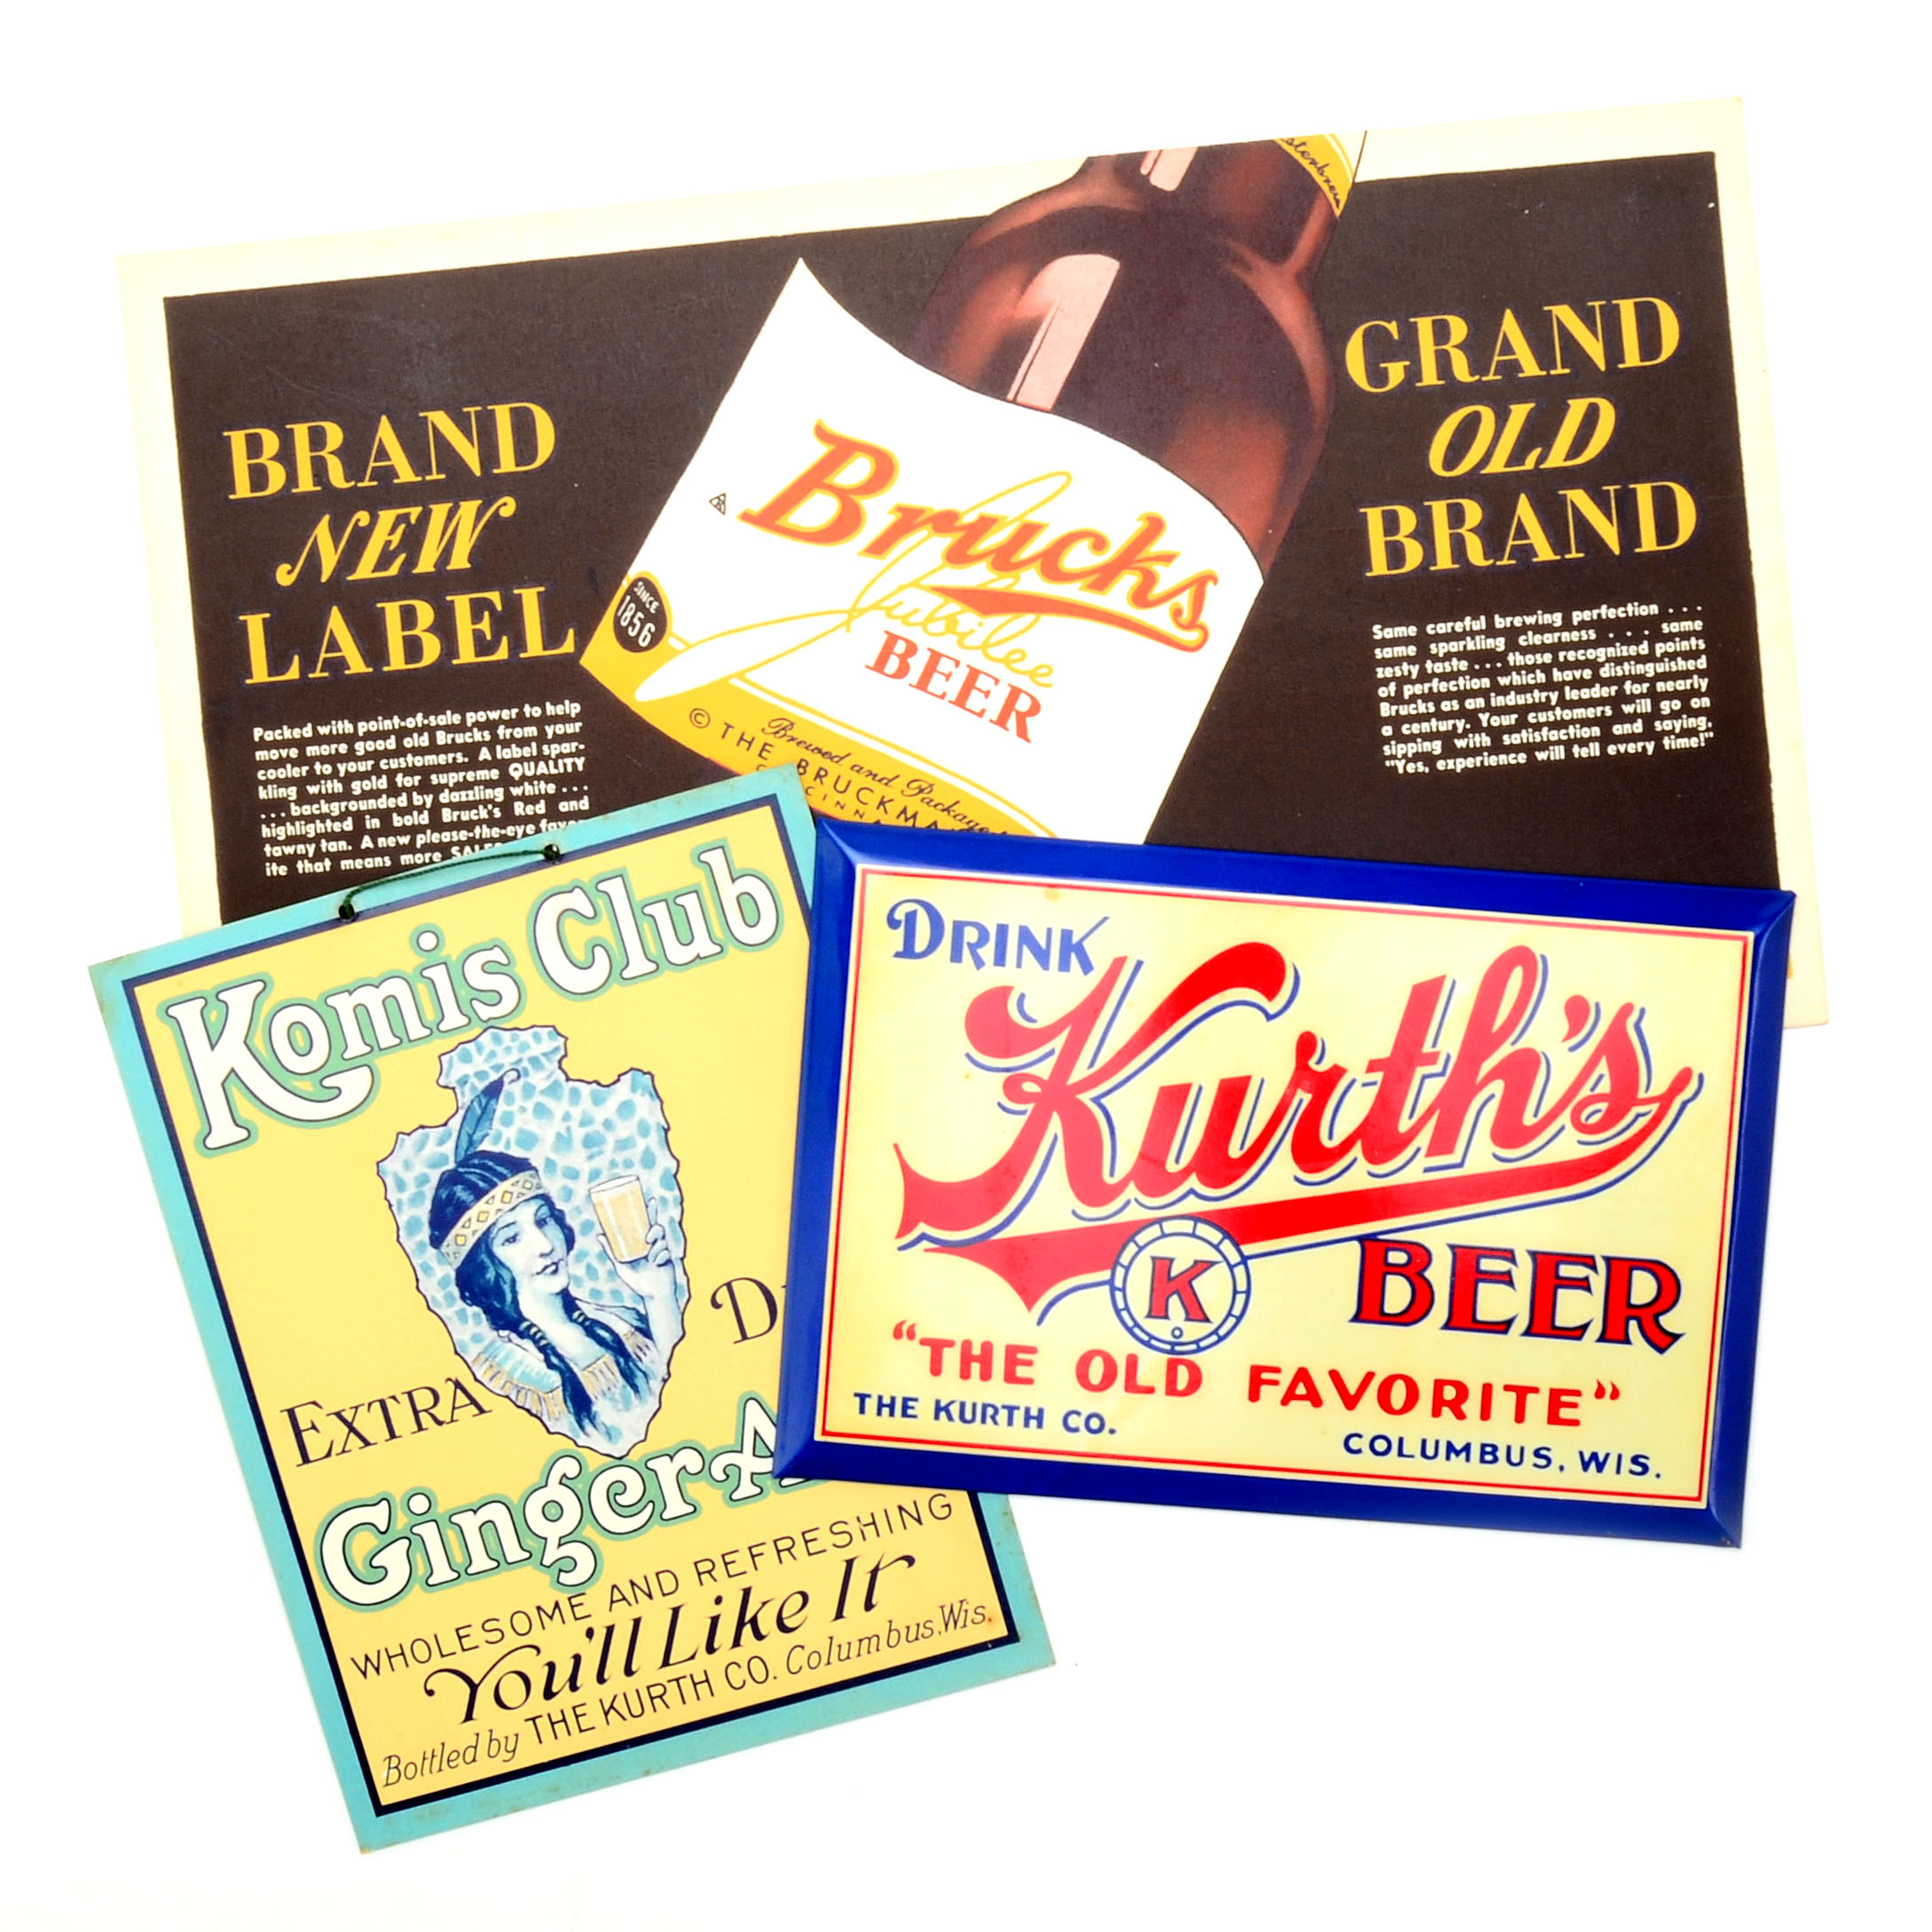 BRAND
NEW
LABEL
Packed with point-of-sale power to help
move more good old Brucks from your
cooler to your customers. A label spar-
kling with gold for supreme QUALITY
... backgrounded by dazzling white ...
highlighted in bold Bruck's Red and
tawny tan. A new please-the-eye favor
ite that means more SALES
Brucks
Jubilee
BEER
SINCE
1856
Brewed and Packaged
© THE BRUCKMA
CINCINNA
GRAND
OLD
BRAND
Same careful brewing perfection ...
same sparkling clearness ... same
zesty taste ... those recognized points
of perfection which have distinguished
Brucks as an industry leader for nearly
a century. Your customers will go on
sipping with satisfaction and saying,
"Yes, experience will tell every time!"
Komis Club
EXTRA D
Ginger A
WHOLESOME AND REFRESHING
You'll Like It
Bottled by THE KURTH CO. Columbus, Wis.
DRINK
Kurth's
K
BEER
"THE OLD FAVORITE"
THE KURTH CO.
COLUMBUS, WIS.